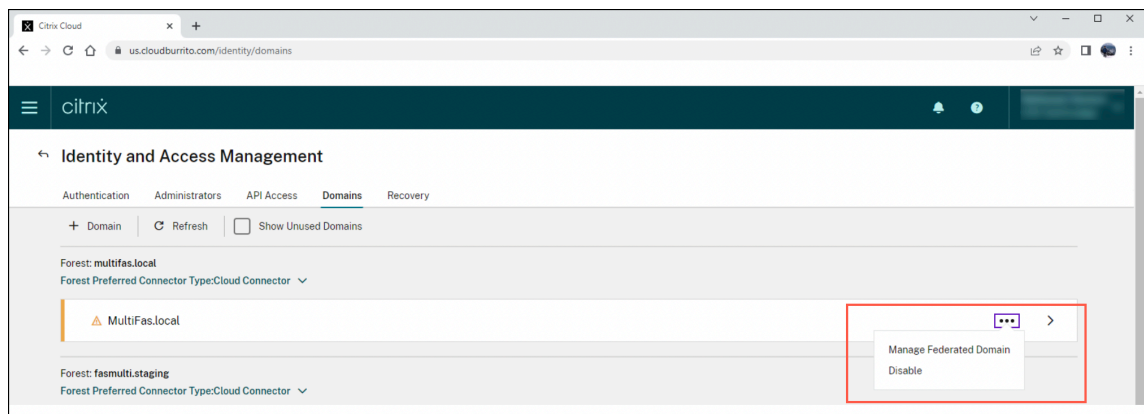 Citrix Cloud
us.cloudburrito.com/identity/domains
citrix
Identity and Access Management
Authentication Administrators API Access Domains Recovery
+ Domain Refresh Show Unused Domains
Forest: multifas.local
Forest Preferred Connector Type:Cloud Connector
MultiFas.local
Manage Federated Domain
Disable
Forest: fasmulti.staging
Forest Preferred Connector Type:Cloud Connector